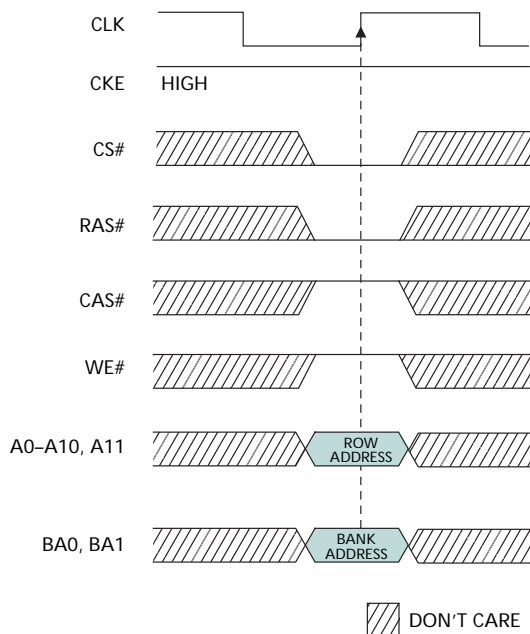 CLK
CKE HIGH
CS#
RAS#
CAS#
WE#
A0–A10, A11 ROW
ADDRESS
BA0, BA1 BANK
ADDRESS
DON'T CARE